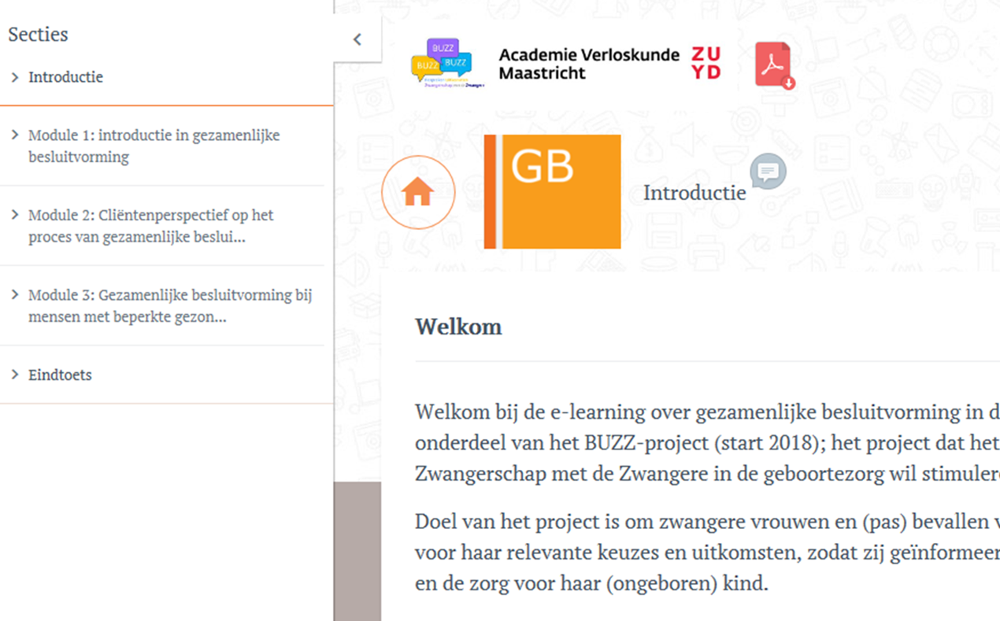 Secties
Introductie
Module 1: introductie in gezamenlijke
besluitvorming
Module 2: Cliëntenperspectief op het
proces van gezamenlijke beslui...
Module 3: Gezamenlijke besluitvorming bij
mensen met beperkte gezon...
Eindtoets
BUZZ
BUZZ
BUZZ
Academie Verloskunde
Maastricht
ZU
YD
GB
Introductie
Welkom
Welkom bij de e-learning over gezamenlijke besluitvorming in d
onderdeel van het BUZZ-project (start 2018); het project dat het
Zwangerschap met de Zwangere in de geboortezorg wil stimuler
Doel van het project is om zwangere vrouwen en (pas) bevallen v
voor haar relevante keuzes en uitkomsten, zodat zij geïnformeer
en de zorg voor haar (ongeboren) kind.